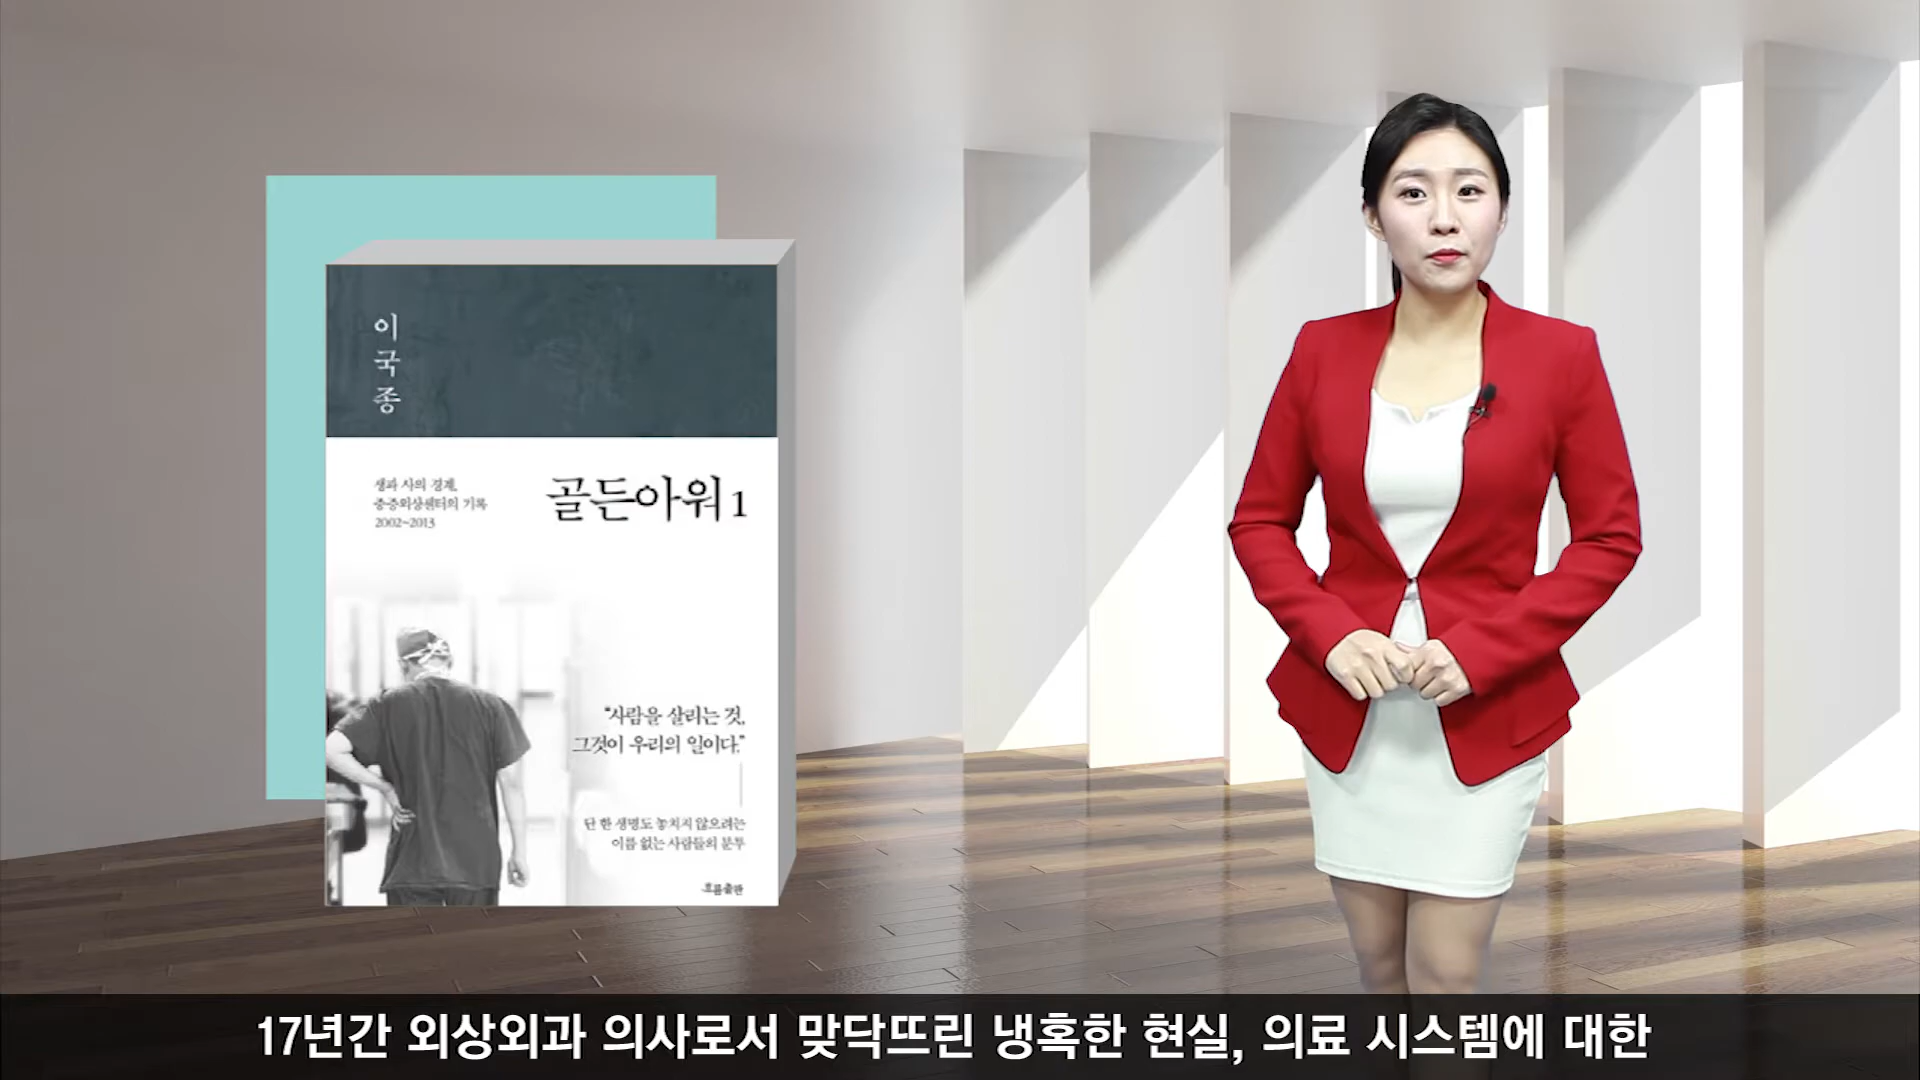 이국종
생과 사의 경계,
중증외상센터의 기록
2002~2013
골든아워 1
“사람을 살리는 것,
그것이 우리의 일이다.”
단 한 생명도 놓치지 않으려는
이름 없는 사람들의 분투
흐름출판
17년간 외상외과 의사로서 맞닥뜨린 냉혹한 현실, 의료 시스템에 대한